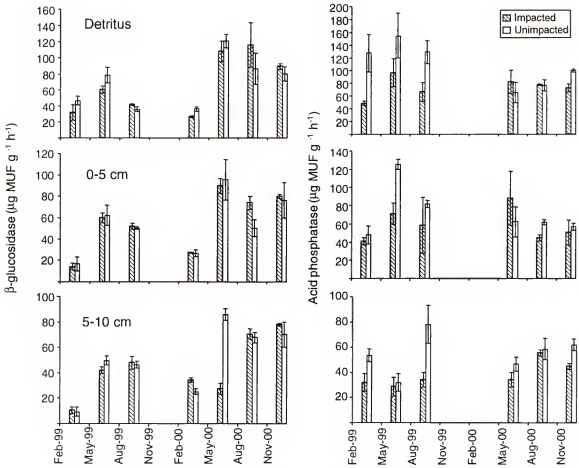 Detritus
160
140
120
100
80
60
40
20
0-5 cm
120
100
80
60
40
20
5-10 cm
100
80
60
40
20
β-glucosidase (µg MUF g -1 h-1)
Feb-99
May-99
Aug-99
Nov-99
Feb-00
May-00
Aug-00
Nov-00
Impacted
Unimpacted
200
180
160
140
120
100
80
60
40
20
140
120
100
80
60
40
20
100
80
60
40
20
Acid phosphatase (µg MUF g -1 h-1)
Feb-99
May-99
Aug-99
Nov-99
Feb-00
May-00
Aug-00
Nov-00